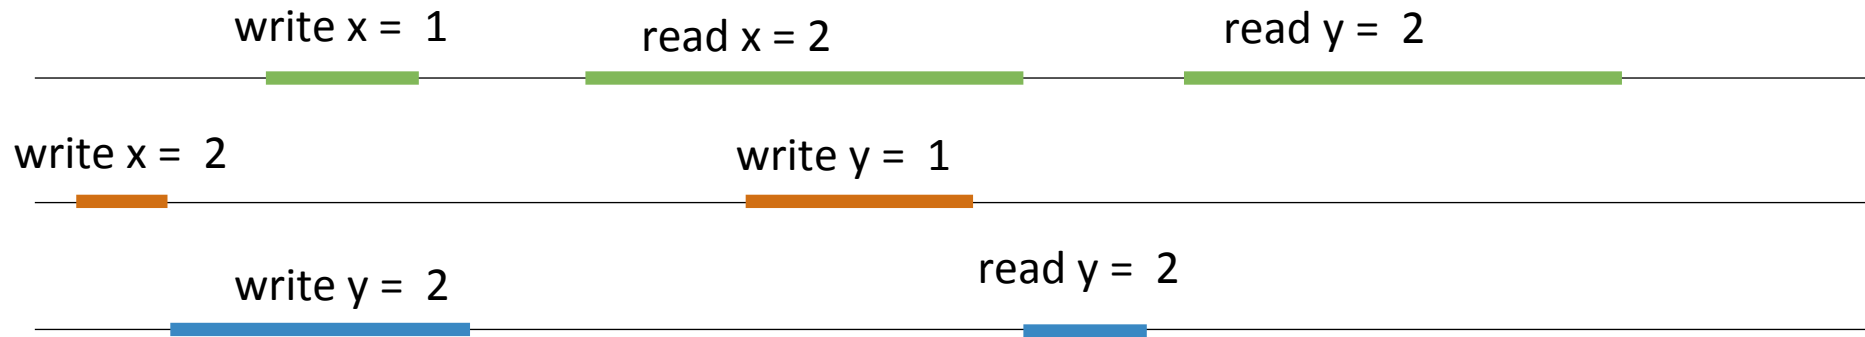 write x = 1
read x = 2
read y = 2
write x = 2
write y = 1
write y = 2
read y = 2